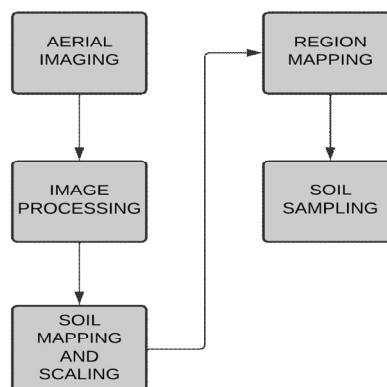 AERIAL
IMAGING
IMAGE
PROCESSING
SOIL
MAPPING
AND
SCALING
REGION
MAPPING
SOIL
SAMPLING